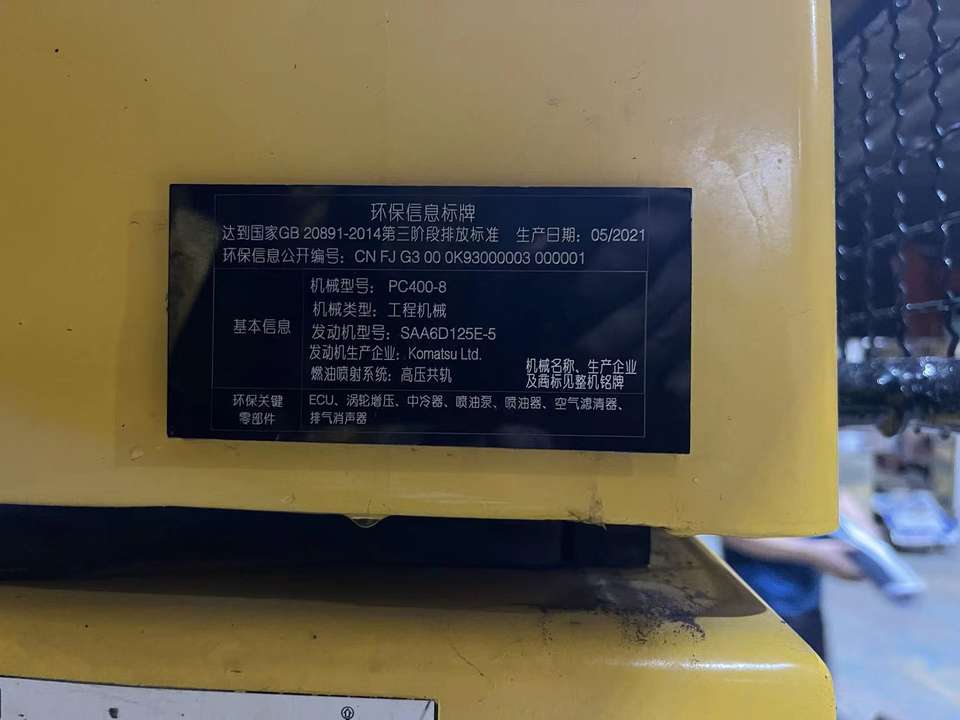 环保信息标牌
达到国家GB 20891-2014第三阶段排放标准 生产日期：05/2021
环保信息公开编号：CN FJ G3 00 0K93000003 000001
基本信息
机械型号：PC400-8
机械类型：工程机械
发动机型号：SAA6D125E-5
发动机生产企业：Komatsu Ltd.
燃油喷射系统：高压共轨
机械名称、生产企业
及商标见整机铭牌
环保关键
零部件
ECU、涡轮增压、中冷器、喷油泵、喷油器、空气滤清器、
排气消声器